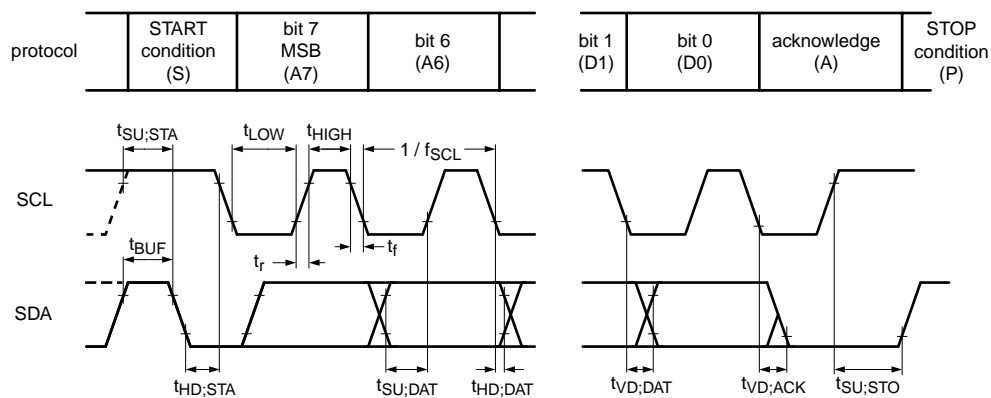 protocol
START
condition
(S)
bit 7
MSB
(A7)
bit 6
(A6)
bit 1
(D1)
bit 0
(D0)
acknowledge
(A)
STOP
condition
(P)
tSU;STA
tLOW
tHIGH
1 / fSCL
SCL
tBUF
tr
tf
SDA
tHD;STA
tSU;DAT
tHD;DAT
tVD;DAT
tVD;ACK
tSU;STO